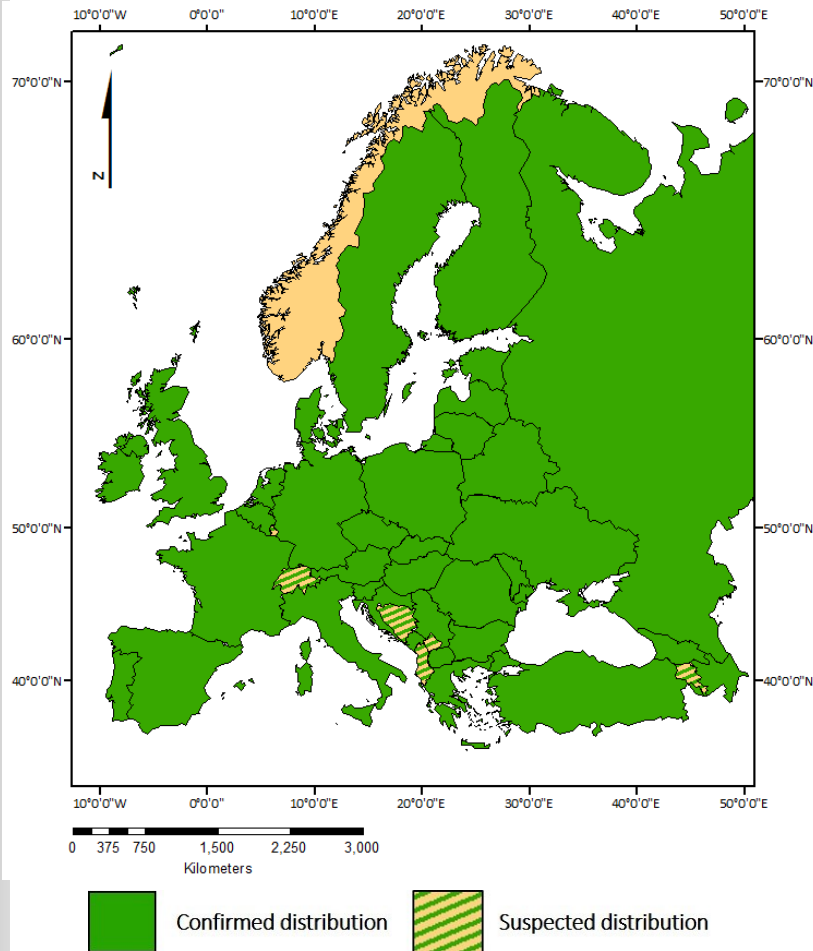 10°0'0"W 0°0'0" 10°0'0"E 20°0'0"E 30°0'0"E 40°0'0"E 50°0'0"E
70°0'0"N 70°0'0"N
N
60°0'0"N 60°0'0"N
50°0'0"N 50°0'0"N
40°0'0"N 40°0'0"N
10°0'0"W 0°0'0" 10°0'0"E 20°0'0"E 30°0'0"E 40°0'0"E 50°0'0"E
0 375 750 1,500 2,250 3,000
Kilometers
Confirmed distribution Suspected distribution